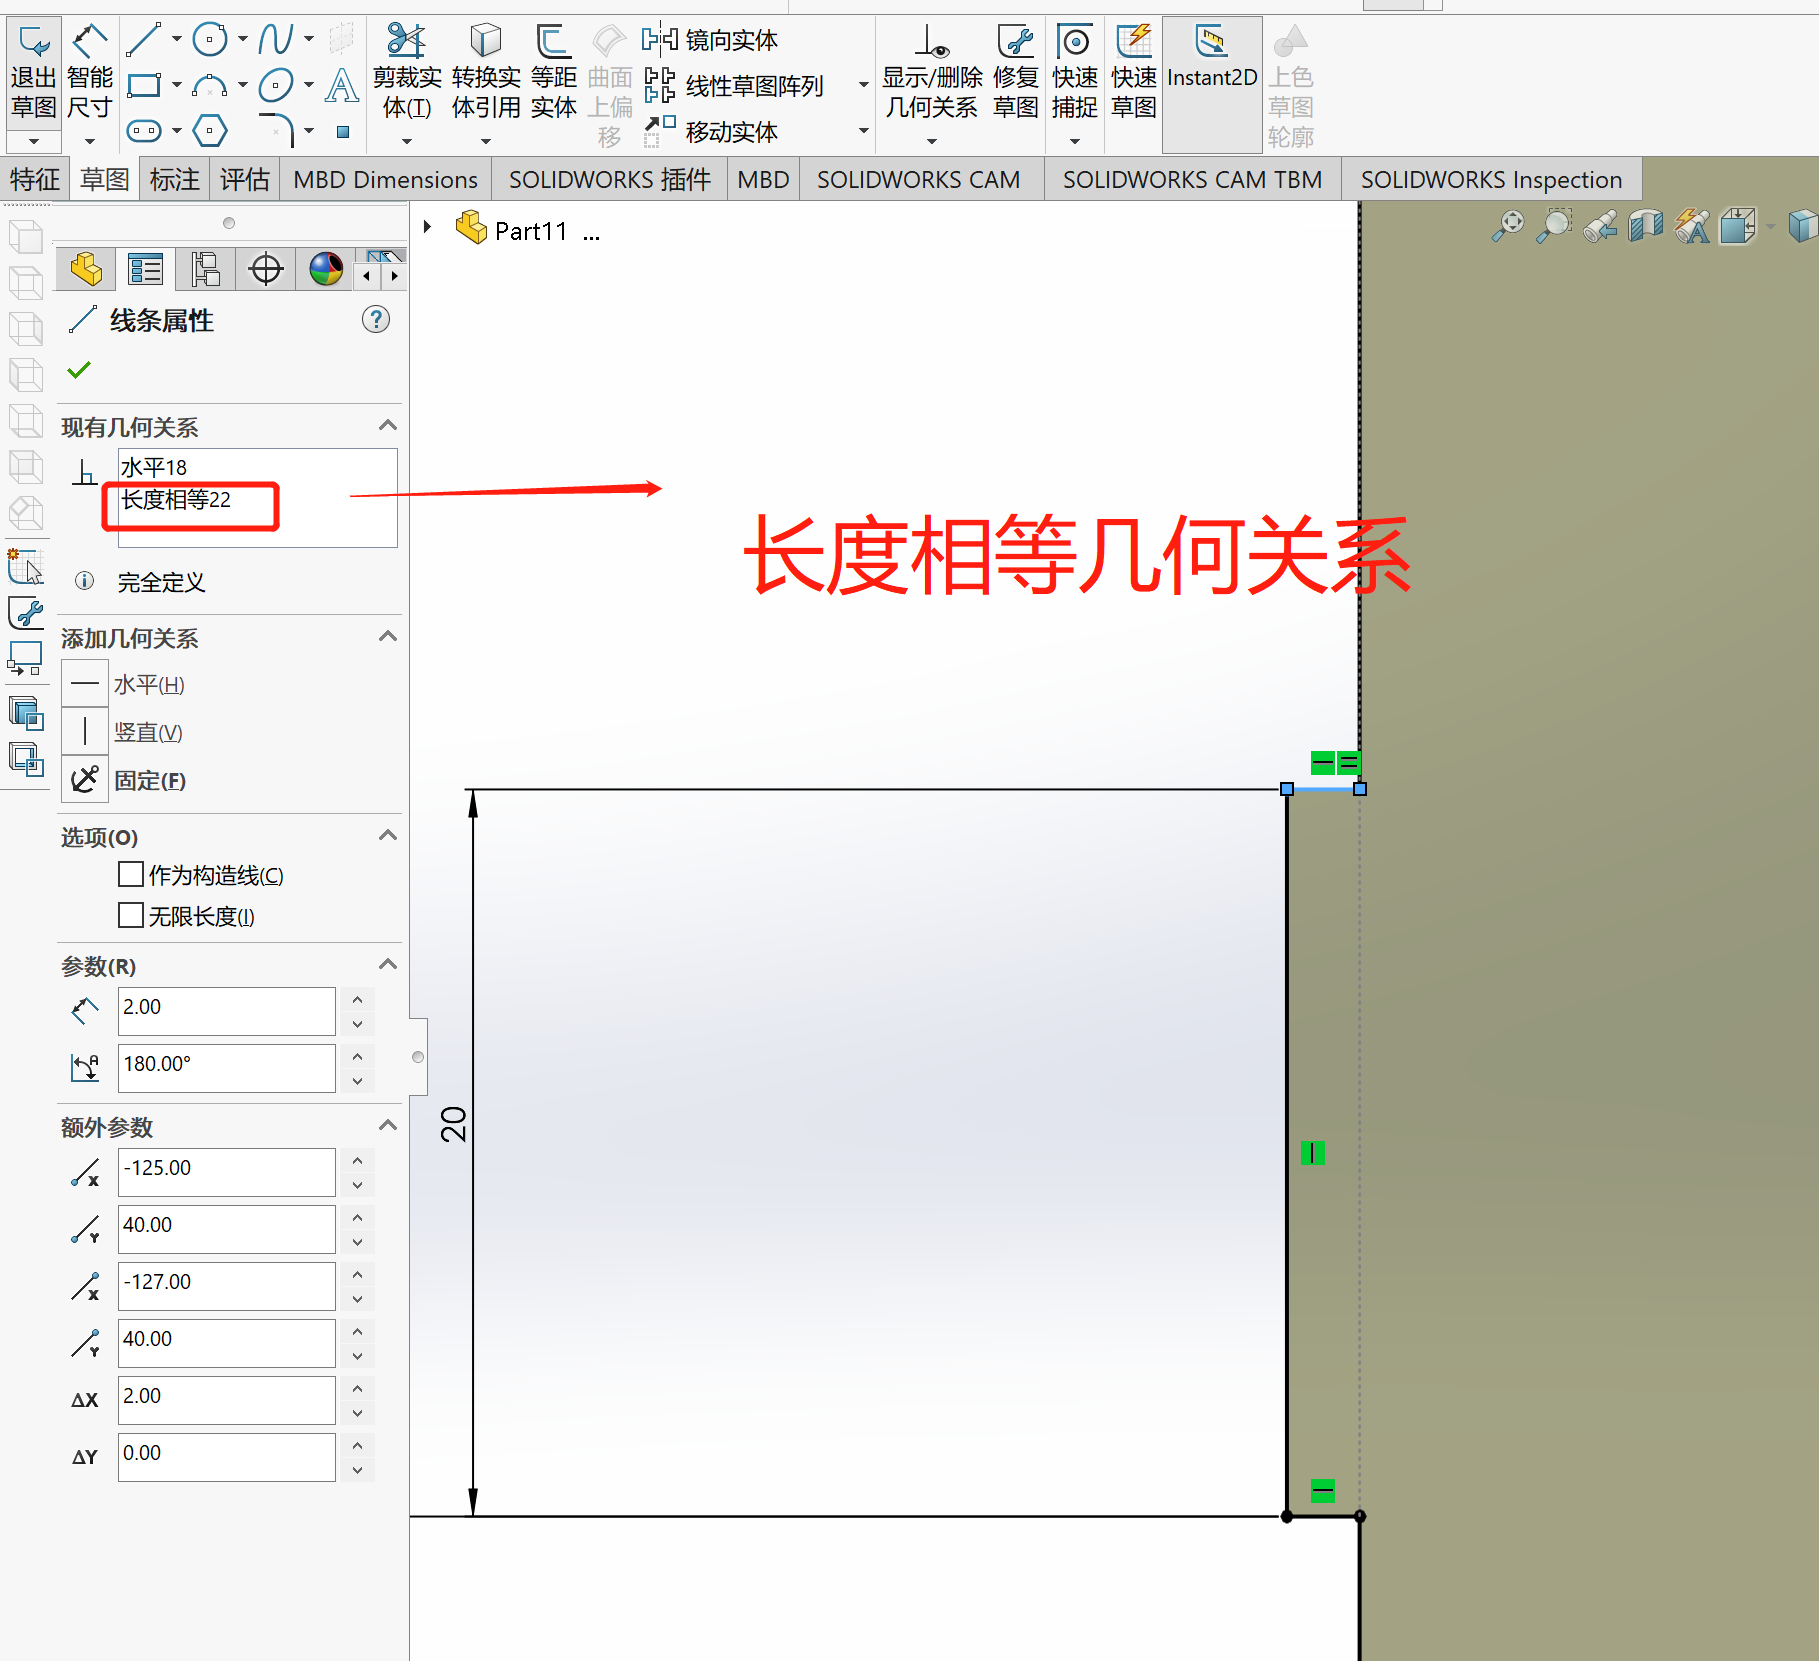 退出草图
智能尺寸
剪裁实体(T)
转换实体引用
等距实体
曲面上偏移
镜向实体
线性草图阵列
移动实体
显示/删除几何关系
修复草图
快速捕捉
快速草图
Instant2D
上色草图轮廓
特征
草图
标注
评估
MBD Dimensions
SOLIDWORKS 插件
MBD
SOLIDWORKS CAM
SOLIDWORKS CAM TBM
SOLIDWORKS Inspection
Part11 ...
线条属性
现有几何关系
水平18
长度相等22
长度相等几何关系
完全定义
添加几何关系
水平(H)
竖直(V)
固定(F)
选项(O)
作为构造线(C)
无限长度(I)
参数(R)
2.00
180.00°
额外参数
-125.00
40.00
-127.00
40.00
ΔX 2.00
ΔY 0.00
20